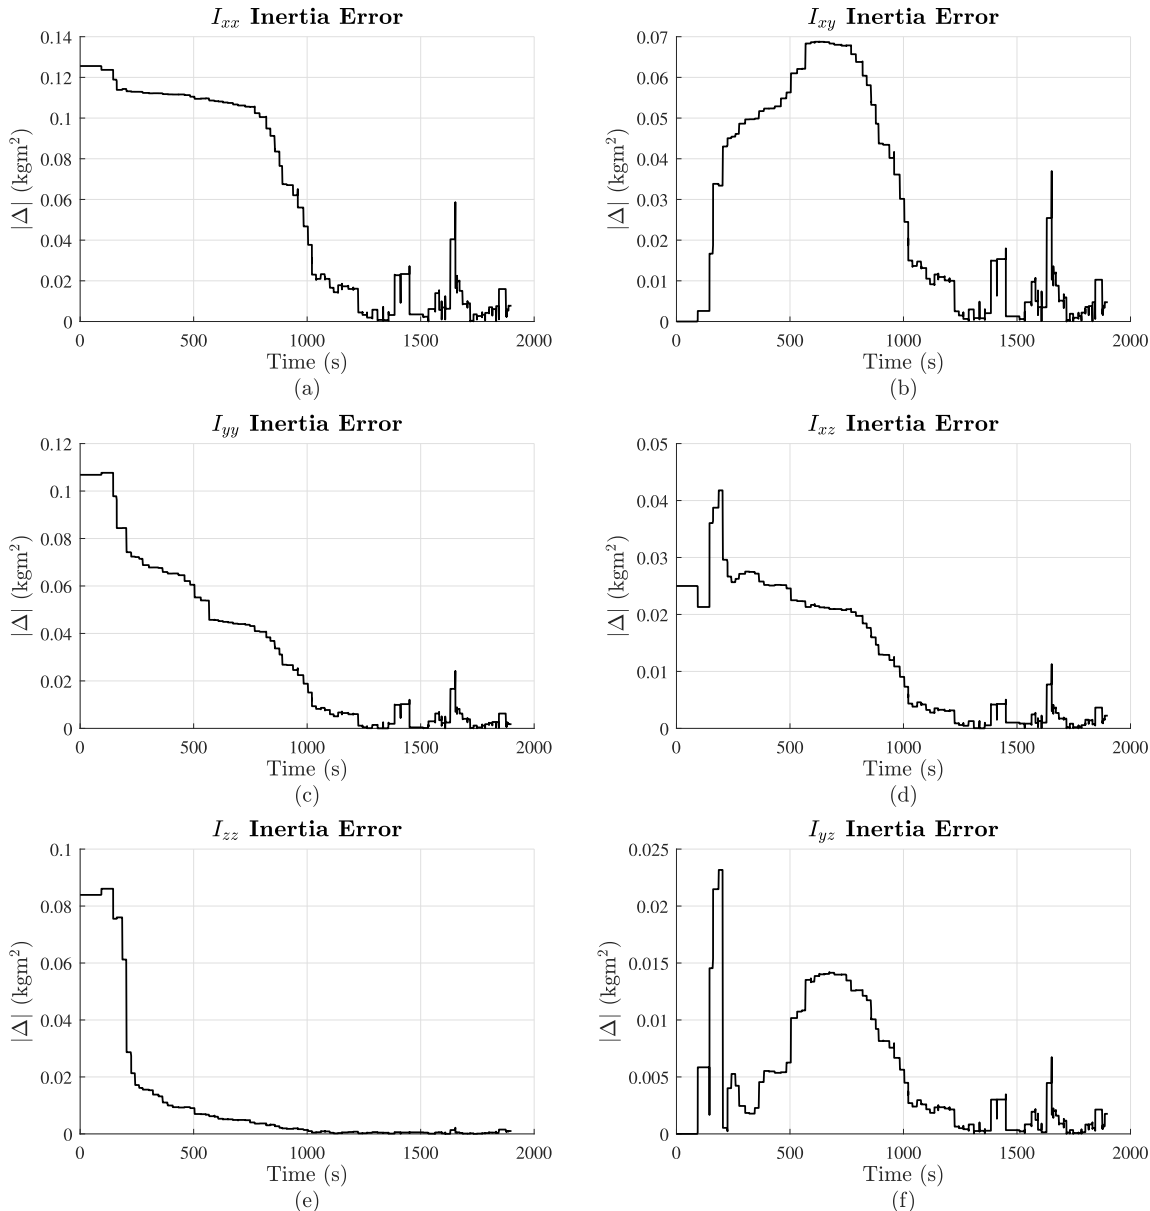 I_xx Inertia Error
0.14
0.12
0.1
0.08
0.06
0.04
0.02
0
|Δ| (kgm²)
0 500 1000 1500 2000
Time (s)
(a)
I_xy Inertia Error
0.07
0.06
0.05
0.04
0.03
0.02
0.01
0
|Δ| (kgm²)
0 500 1000 1500 2000
Time (s)
(b)
I_yy Inertia Error
0.12
0.1
0.08
0.06
0.04
0.02
0
|Δ| (kgm²)
0 500 1000 1500 2000
Time (s)
(c)
I_xz Inertia Error
0.05
0.04
0.03
0.02
0.01
0
|Δ| (kgm²)
0 500 1000 1500 2000
Time (s)
(d)
I_zz Inertia Error
0.1
0.08
0.06
0.04
0.02
0
|Δ| (kgm²)
0 500 1000 1500 2000
Time (s)
(e)
I_yz Inertia Error
0.025
0.02
0.015
0.01
0.005
0
|Δ| (kgm²)
0 500 1000 1500 2000
Time (s)
(f)